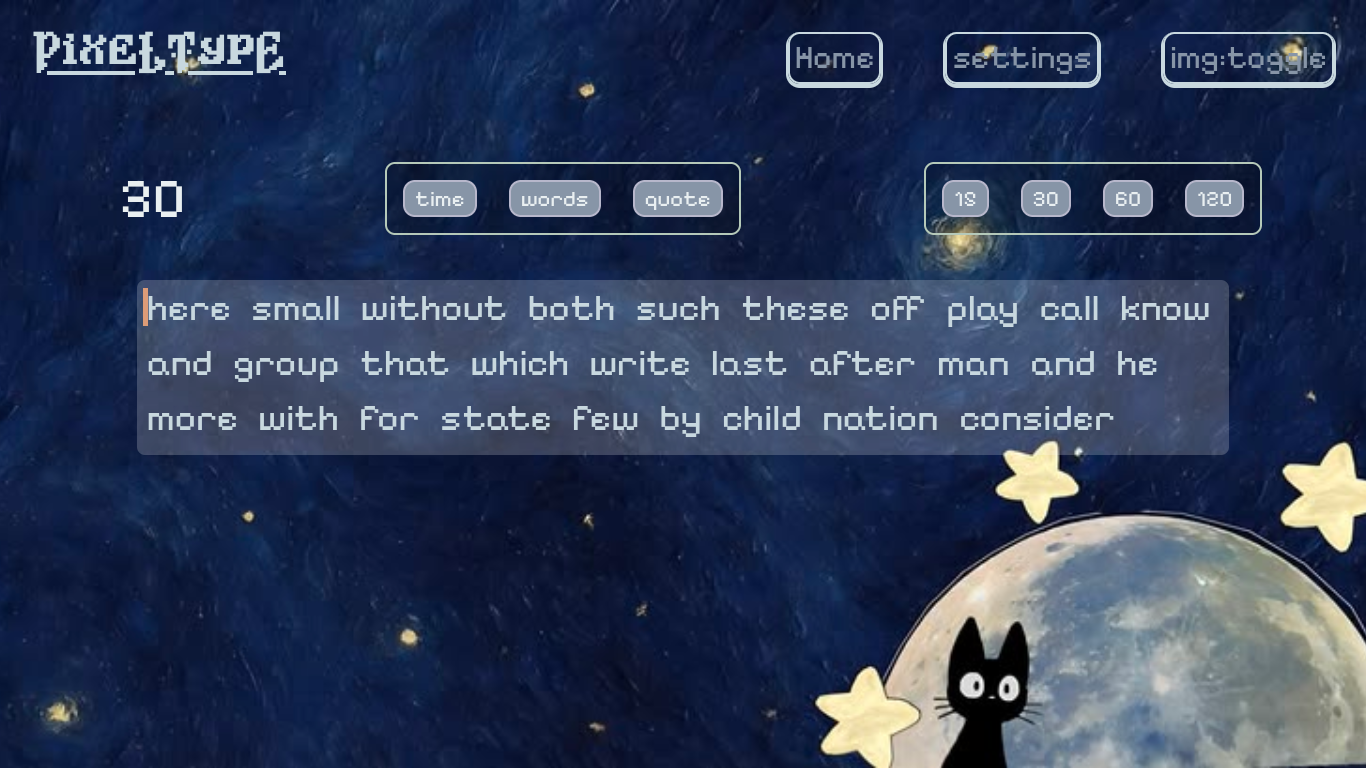 PixelType
Home settings img:toggle
30 time words quote 15 30 60 120
here small without both such these off play call know
and group that which write last after man and he
more with for state few by child nation consider